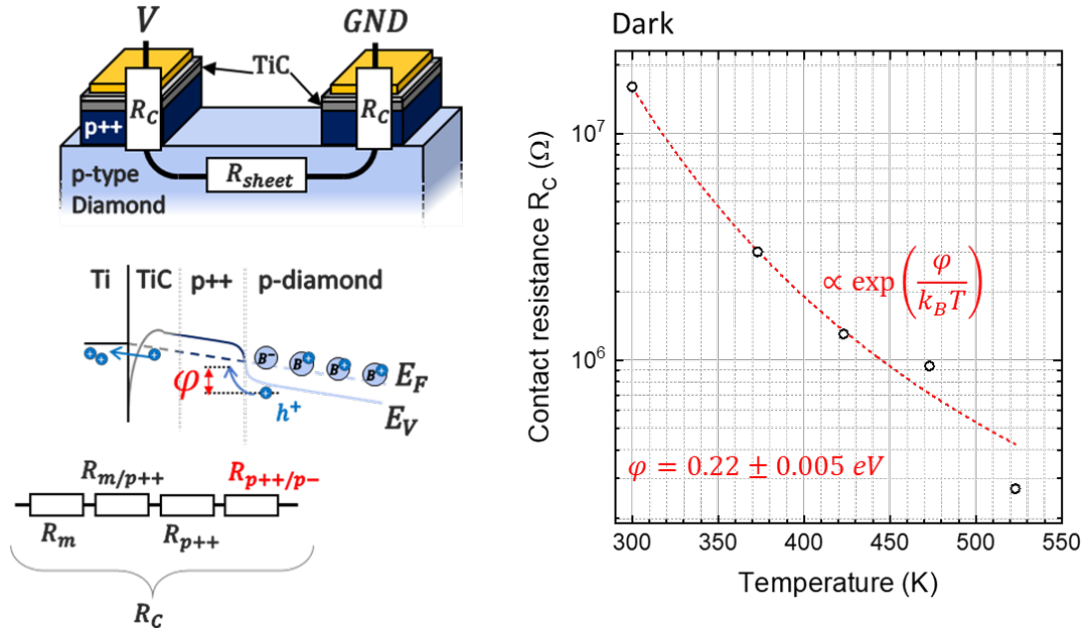 V
GND
TiC
R_C
R_C
p++
R_sheet
p-type
Diamond
Ti
TiC
p++
p-diamond
B⁻
B
B
B
E_F
φ
h⁺
E_V
R_m/p++
R_p++/p−
R_m
R_p++
R_C
Dark
Contact resistance R_C (Ω)
10⁷
10⁶
∝ exp(φ/k_BT)
φ = 0.22 ± 0.005 eV
300
350
400
450
500
550
Temperature (K)